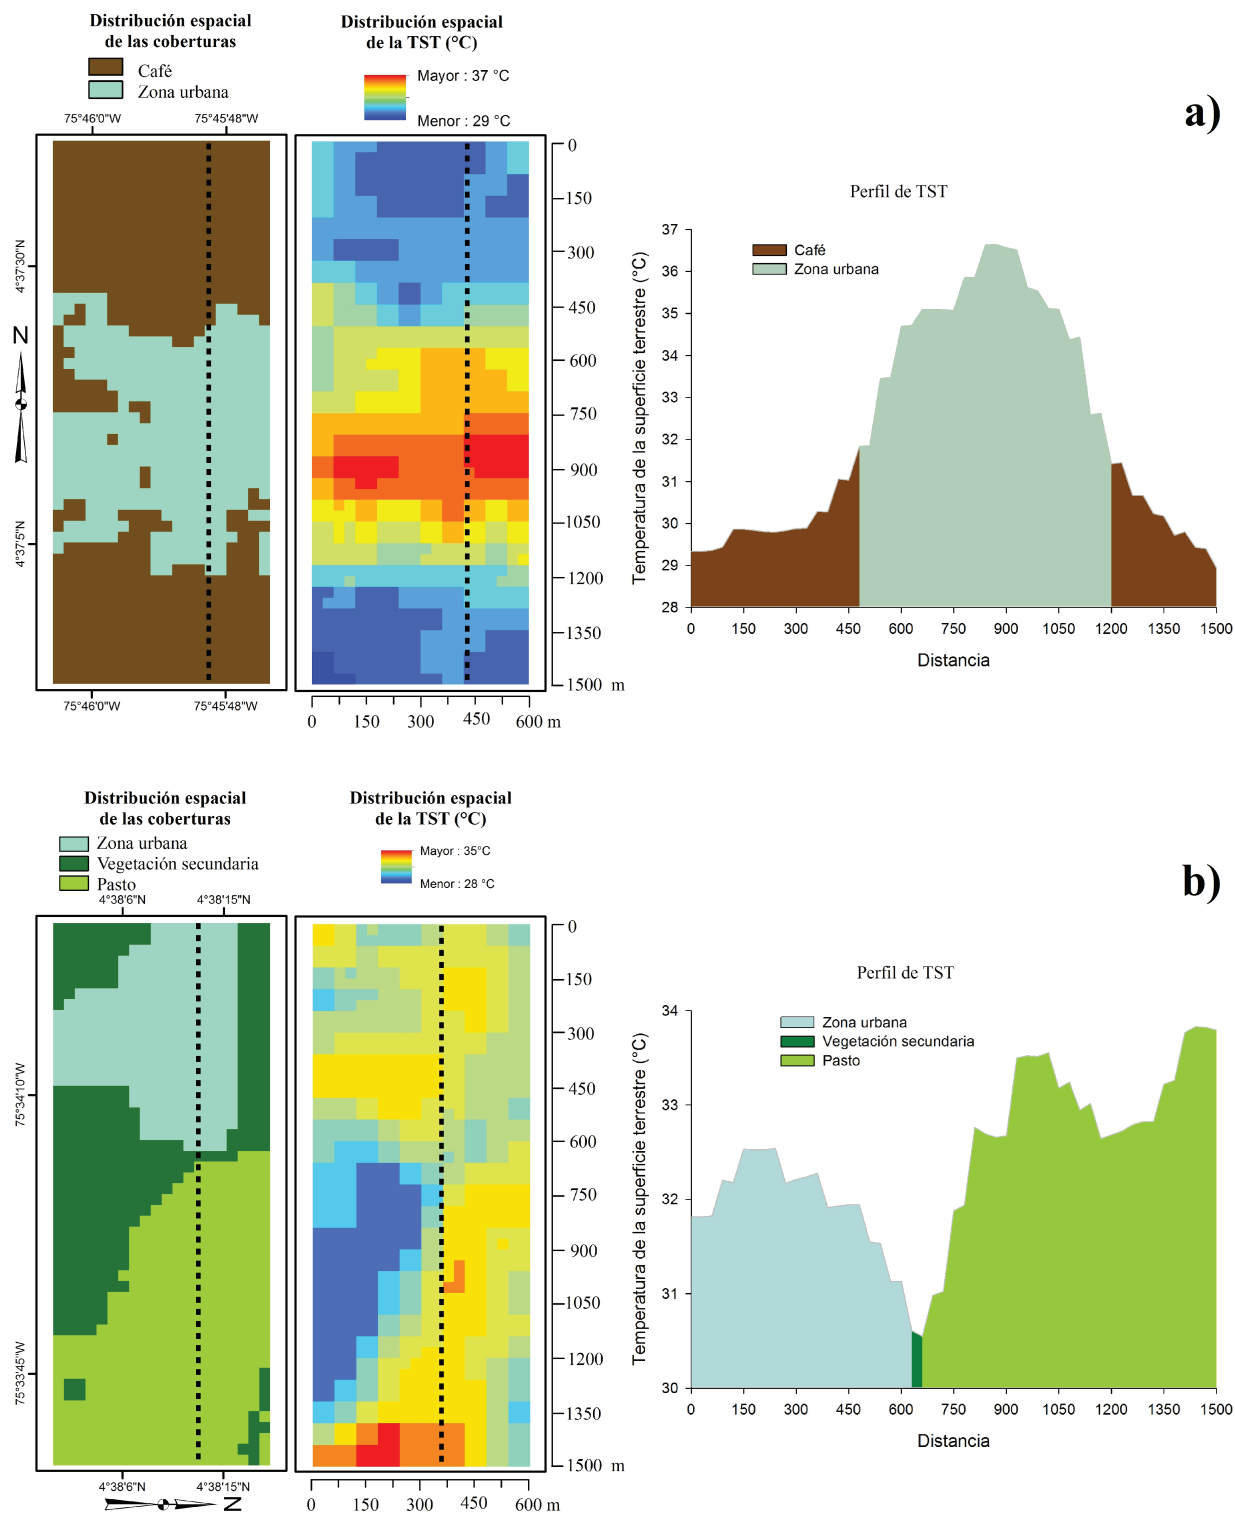 Distribución espacial
de las coberturas
Café
Zona urbana
Distribución espacial
de la TST (°C)
Mayor : 37 °C
Menor : 29 °C
a)
75°46'0"W 75°45'48"W
4°37'30"N
N
4°37'5"N
75°46'0"W 75°45'48"W
0
150
300
450
600
750
900
1050
1200
1350
1500 m
0 150 300 450 600 m
Perfil de TST
Café
Zona urbana
Temperatura de la superficie terrestre (°C)
37
36
35
34
33
32
31
30
29
28
0 150 300 450 600 750 900 1050 1200 1350 1500
Distancia
Distribución espacial
de las coberturas
Zona urbana
Vegetación secundaria
Pasto
Distribución espacial
de la TST (°C)
Mayor : 35°C
Menor : 28 °C
b)
4°38'6"N 4°38'15"N
75°34'10"W
75°33'45"W
4°38'6"N 4°38'15"N
N
0
150
300
450
600
750
900
1050
1200
1350
1500 m
0 150 300 450 600 m
Perfil de TST
Zona urbana
Vegetación secundaria
Pasto
Temperatura de la superficie terrestre (°C)
34
33
32
31
30
0 150 300 450 600 750 900 1050 1200 1350 1500
Distancia